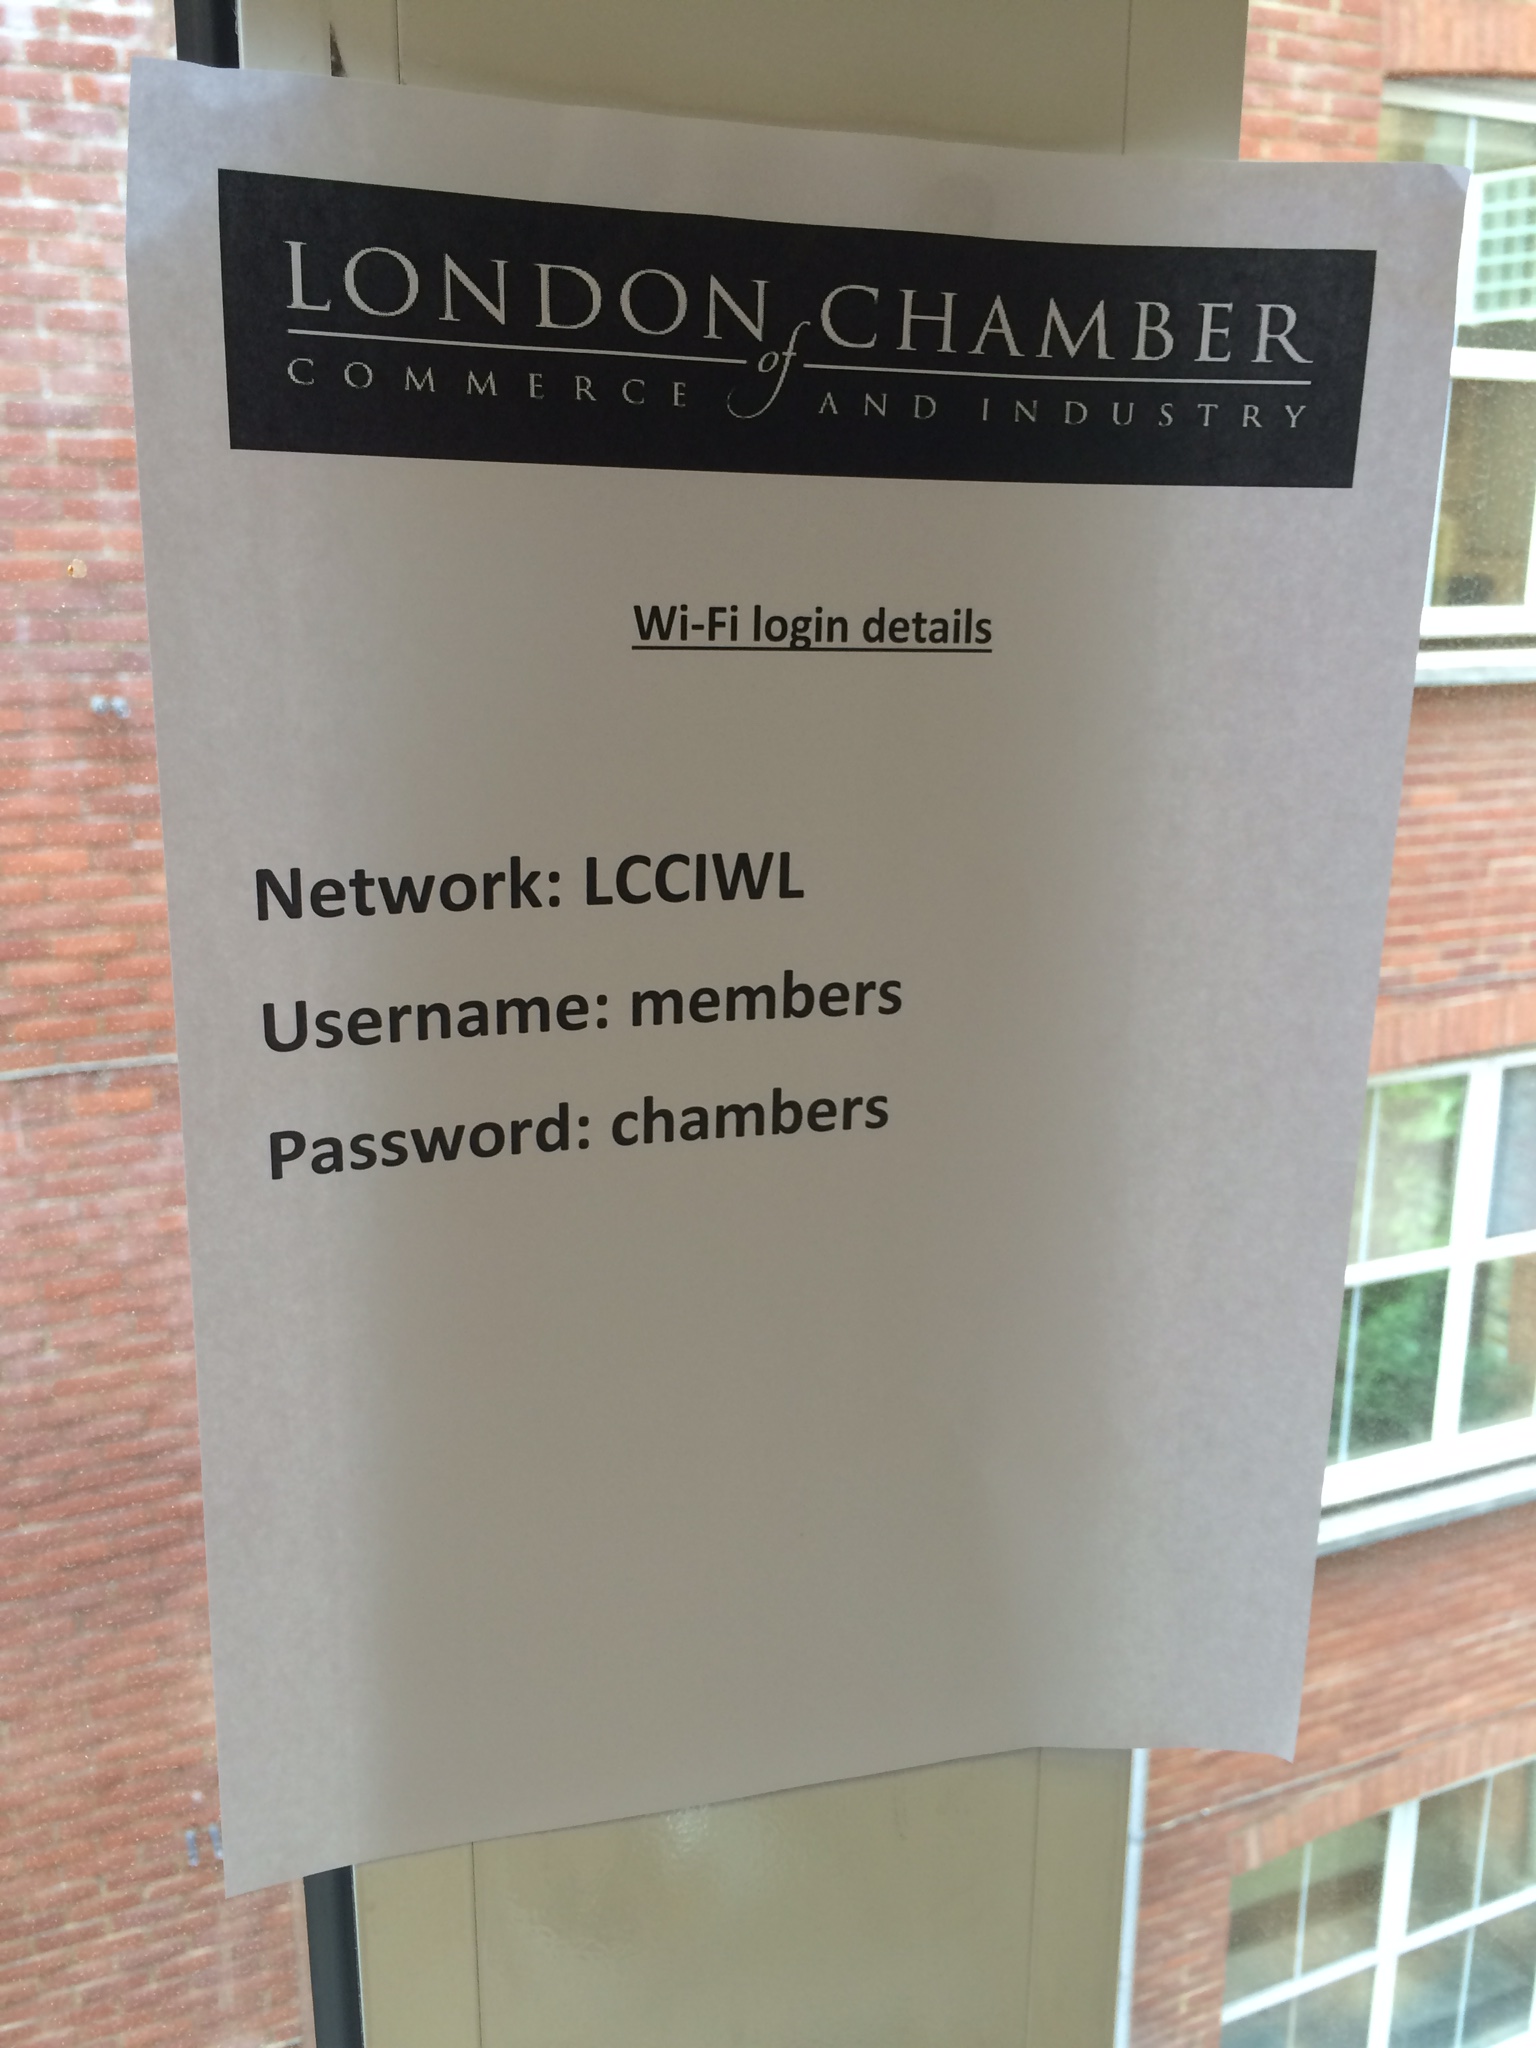 LONDON CHAMBER
of
COMMERCE AND INDUSTRY
Wi-Fi login details
Network: LCCIWL
Username: members
Password: chambers